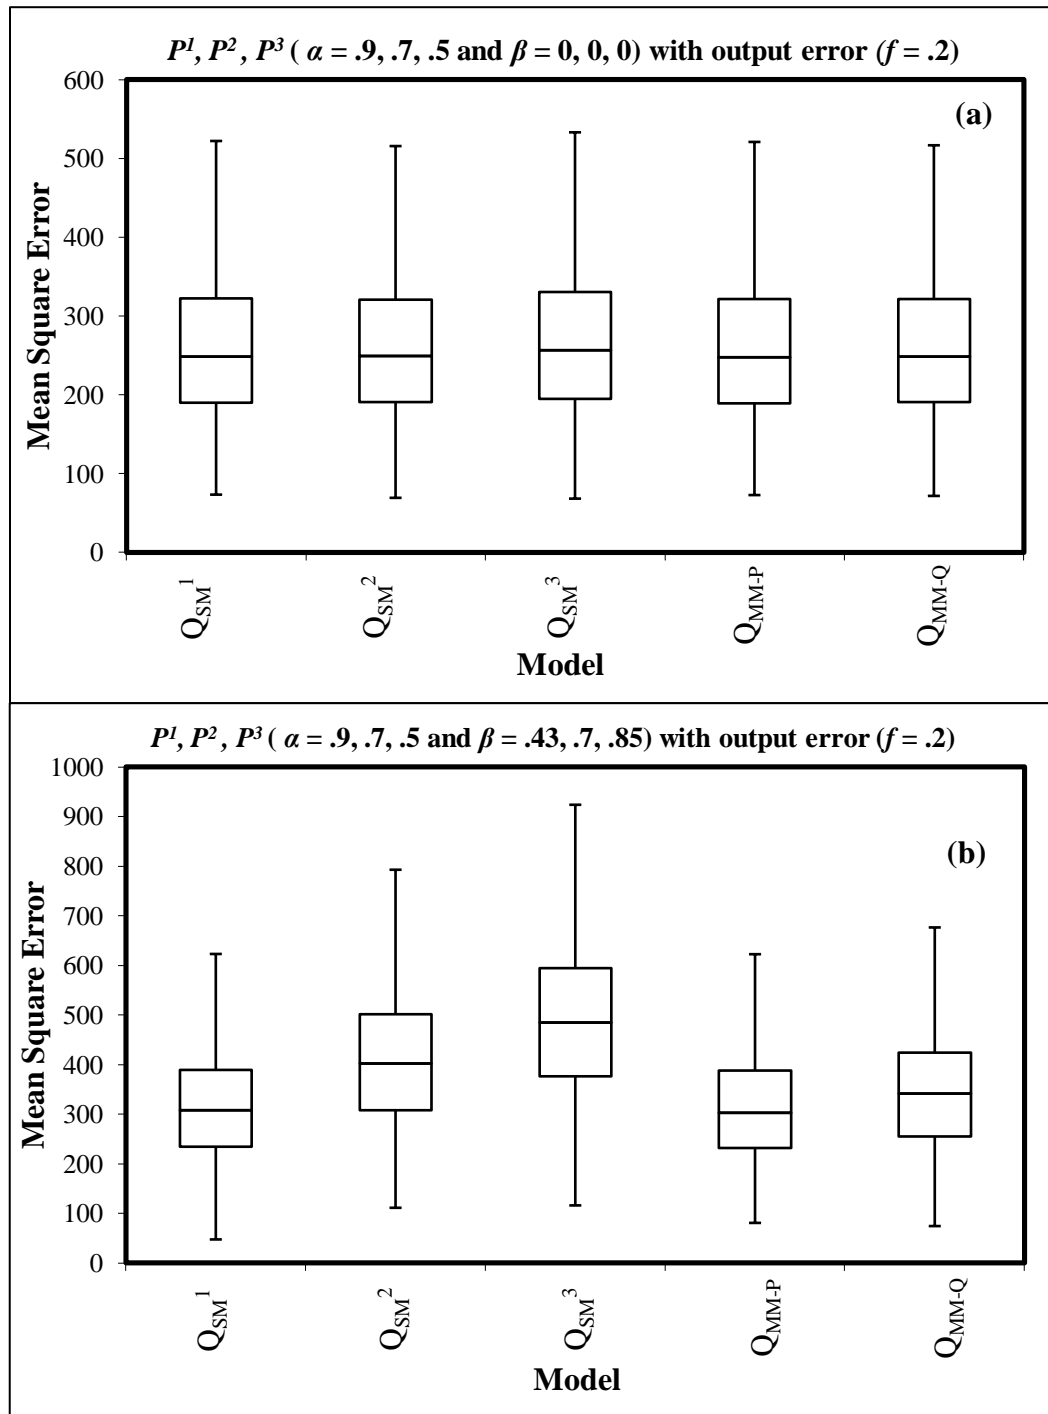 P¹, P², P³ ( α = .9, .7, .5 and β = 0, 0, 0) with output error (f = .2)
(a)
600
500
400
300
200
100
0
Mean Square Error
Q_SM¹
Q_SM²
Q_SM³
Q_MM-P
Q_MM-Q
Model
P¹, P², P³ ( α = .9, .7, .5 and β = .43, .7, .85) with output error (f = .2)
(b)
1000
900
800
700
600
500
400
300
200
100
0
Mean Square Error
Q_SM¹
Q_SM²
Q_SM³
Q_MM-P
Q_MM-Q
Model